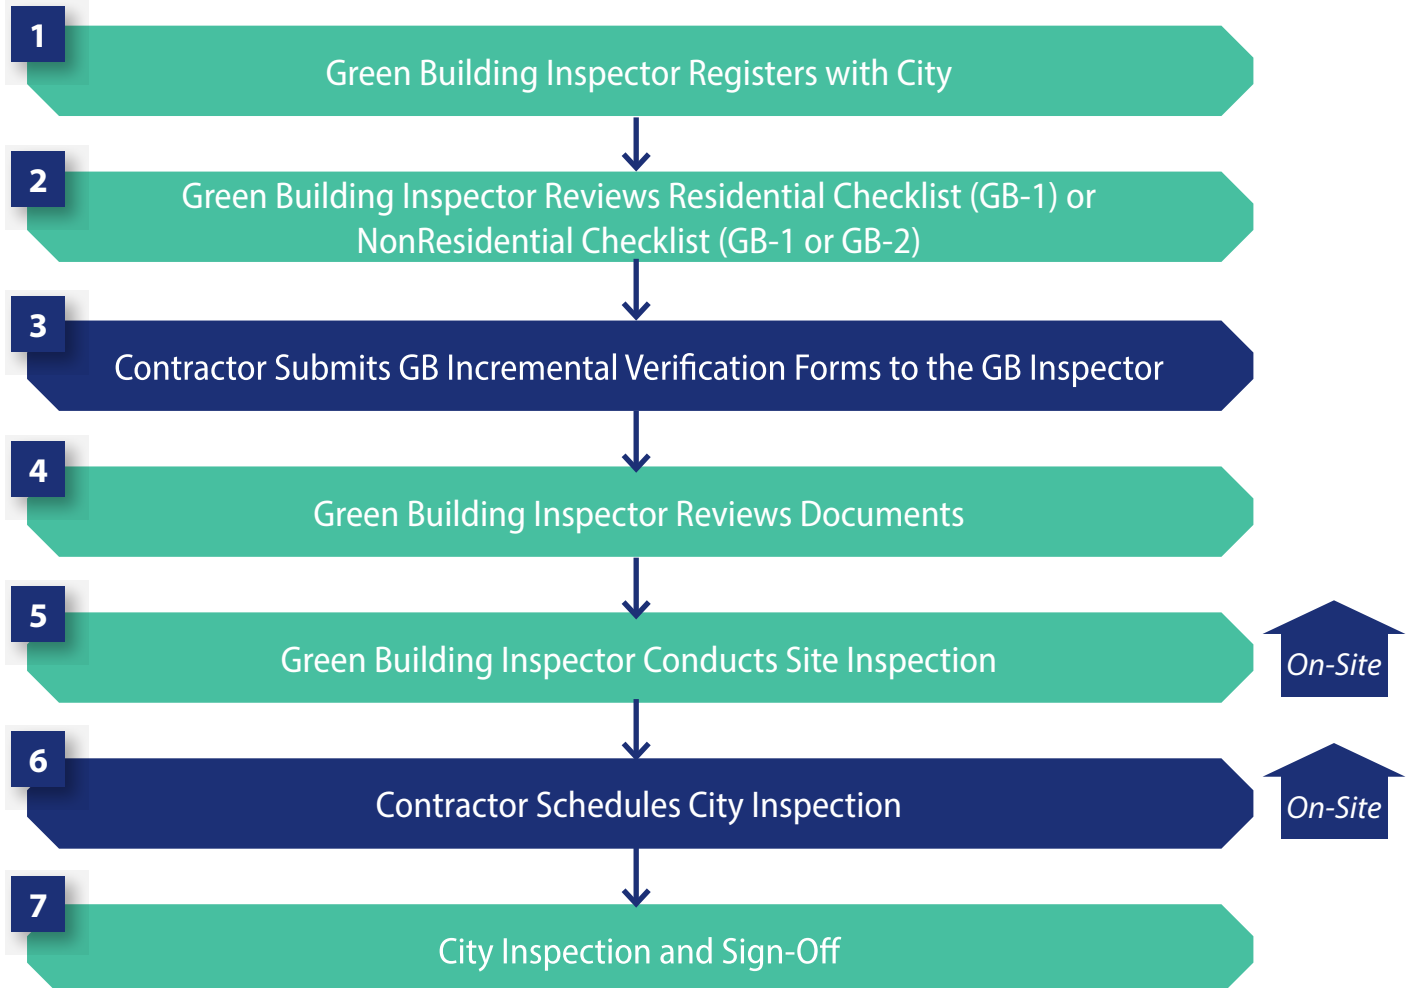 1
Green Building Inspector Registers with City
2
Green Building Inspector Reviews Residential Checklist (GB-1) or
NonResidential Checklist (GB-1 or GB-2)
3
Contractor Submits GB Incremental Verification Forms to the GB Inspector
4
Green Building Inspector Reviews Documents
5
Green Building Inspector Conducts Site Inspection
On-Site
6
Contractor Schedules City Inspection
On-Site
7
City Inspection and Sign-Off